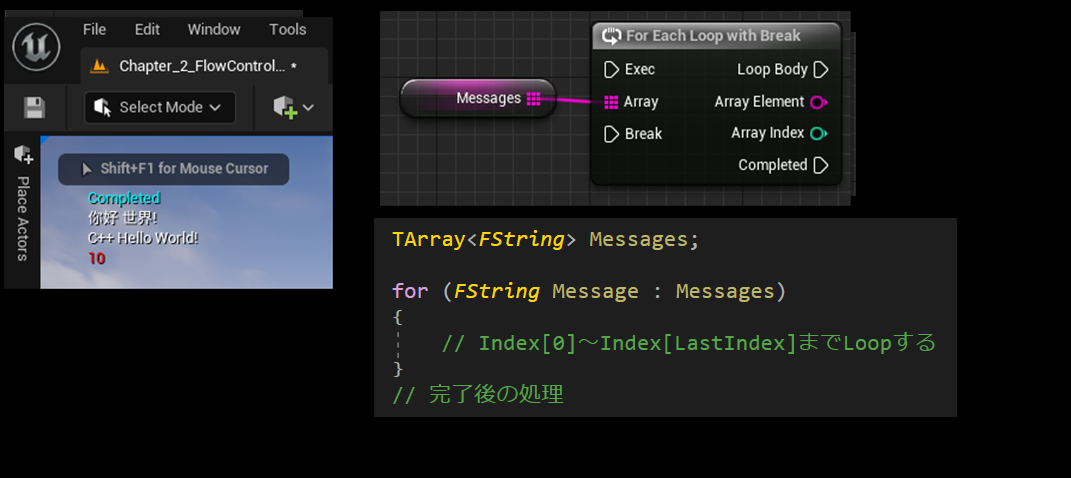 File Edit Window Tools
Chapter_2_FlowControl... *
Select Mode
Place Actors
Shift+F1 for Mouse Cursor
Completed
你好 世界!
C++ Hello World!
10
Messages
For Each Loop with Break
Exec Loop Body
Array Array Element
Break Array Index
Completed
TArray<FString> Messages;
for (FString Message : Messages)
{
// Index[0]～Index[LastIndex]までLoopする
}
// 完了後の処理